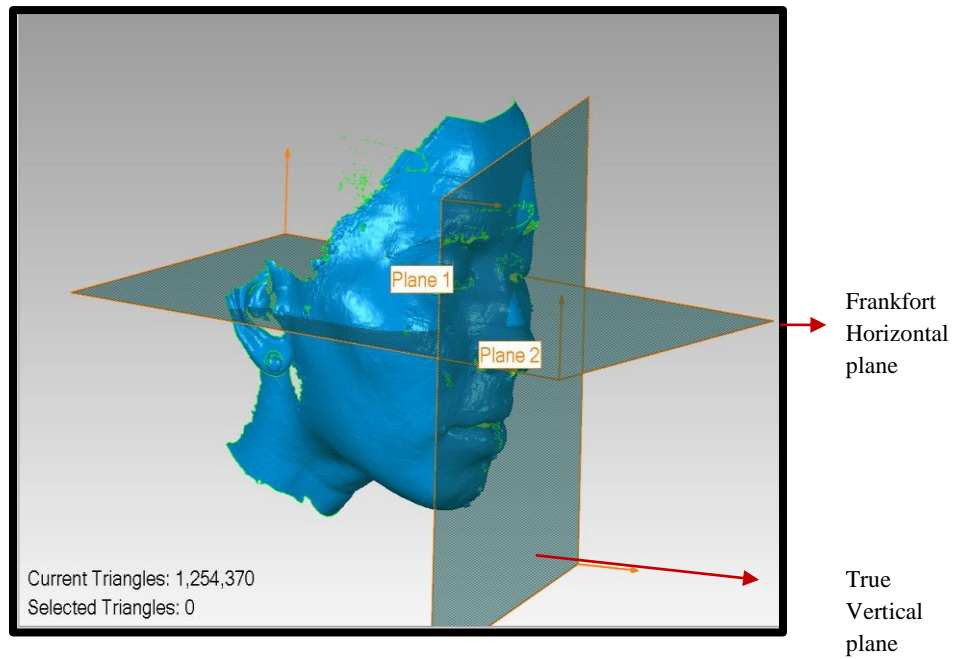 Plane 1
Plane 2
Current Triangles: 1,254,370
Selected Triangles: 0
Frankfort
Horizontal
plane
True
Vertical
plane